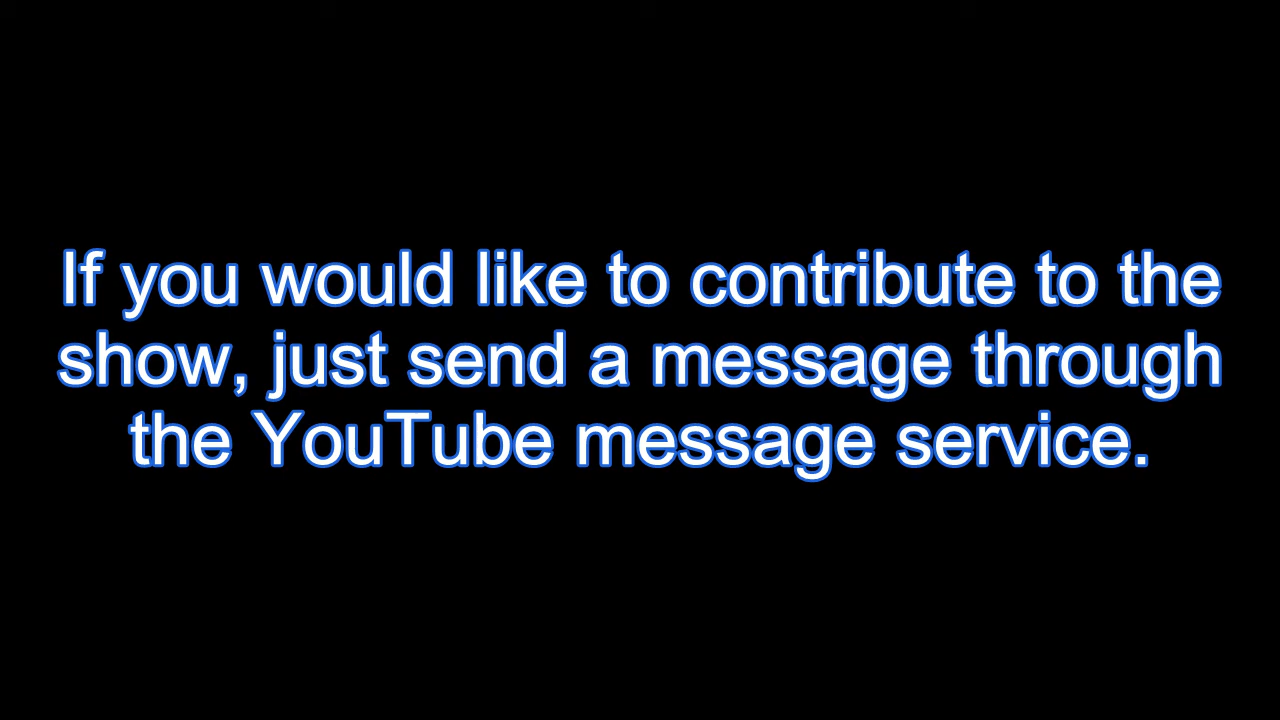 If you would like to contribute to the
show, just send a message through
the YouTube message service.